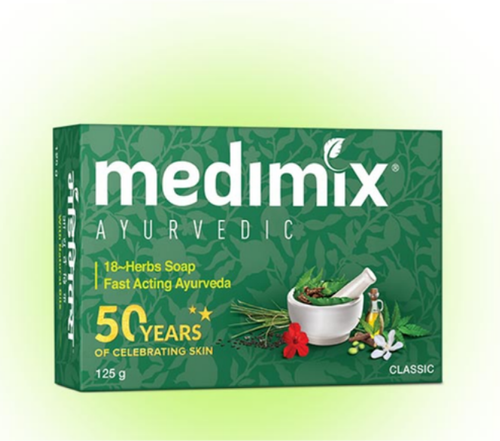 medimix®
AYURVEDIC
18~Herbs Soap
Fast Acting Ayurveda
50 YEARS
OF CELEBRATING SKIN
125 g
CLASSIC